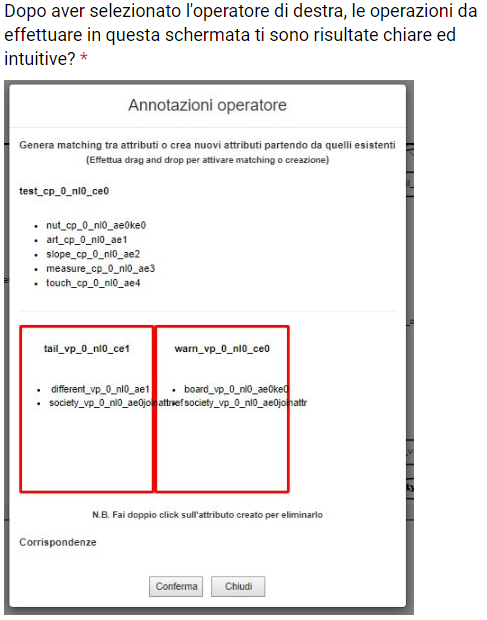 Dopo aver selezionato l'operatore di destra, le operazioni da
effettuare in questa schermata ti sono risultate chiare ed
intuitive? *
Annotazioni operatore
Genera matching tra attributi o crea nuovi attributi partendo da quelli esistenti
(Effettua drag and drop per attivare matching o creazione)
test_cp_0_nl0_ce0
• nut_cp_0_nl0_ae0ke0
• art_cp_0_nl0_ae1
• slope_cp_0_nl0_ae2
• measure_cp_0_nl0_ae3
• touch_cp_0_nl0_ae4
tail_vp_0_nl0_ce1
• different_vp_0_nl0_ae1
• society_vp_0_nl0_ae0joinattrref
warn_vp_0_nl0_ce0
• board_vp_0_nl0_ae0ke0
• society_vp_0_nl0_ae0joinattr
N.B. Fai doppio click sull'attributo creato per eliminarlo
Corrispondenze
Conferma Chiudi